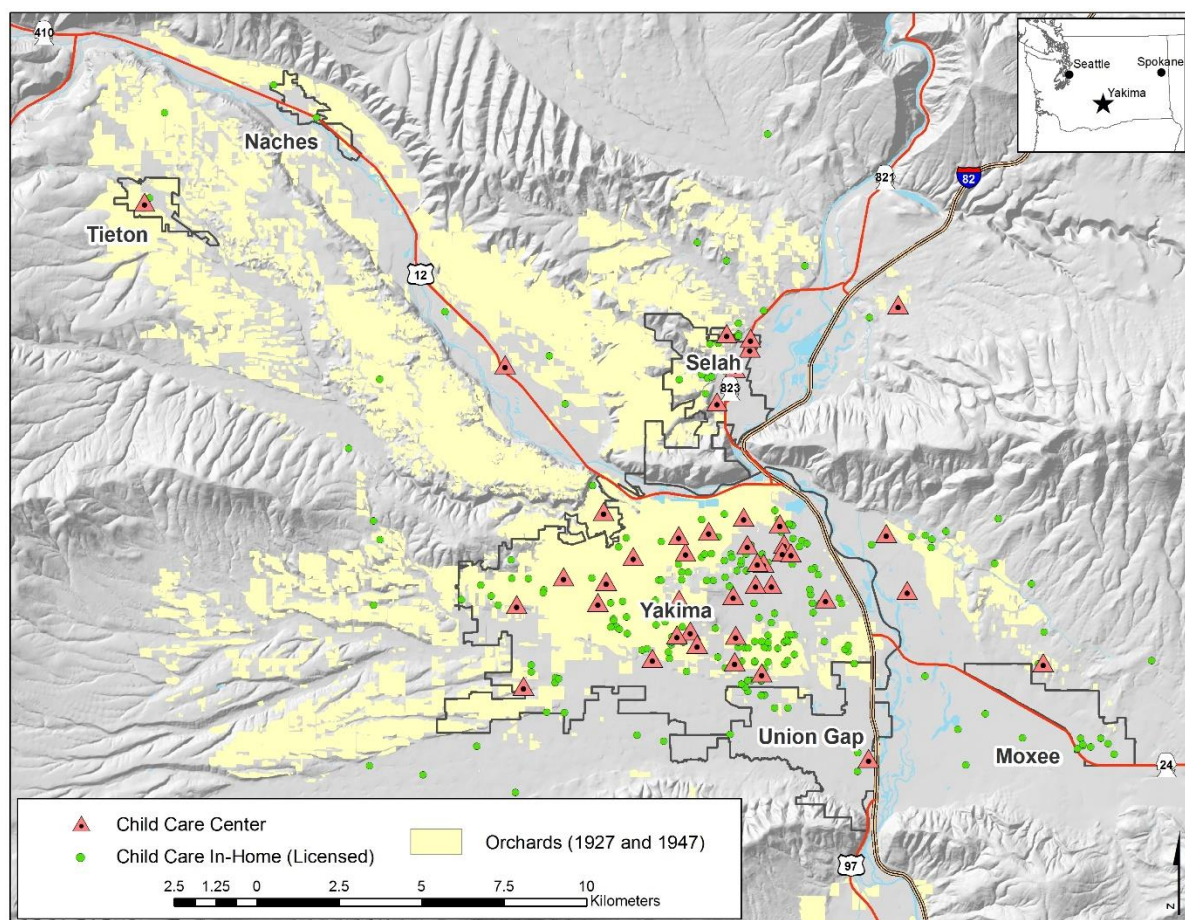 410
Seattle
Spokane
Yakima
Naches
821
82
Tieton
12
Selah
823
Yakima
Union Gap
Moxee
24
Child Care Center
Orchards (1927 and 1947)
Child Care In-Home (Licensed)
2.5 1.25 0 2.5 5 7.5 10
Kilometers
97
N